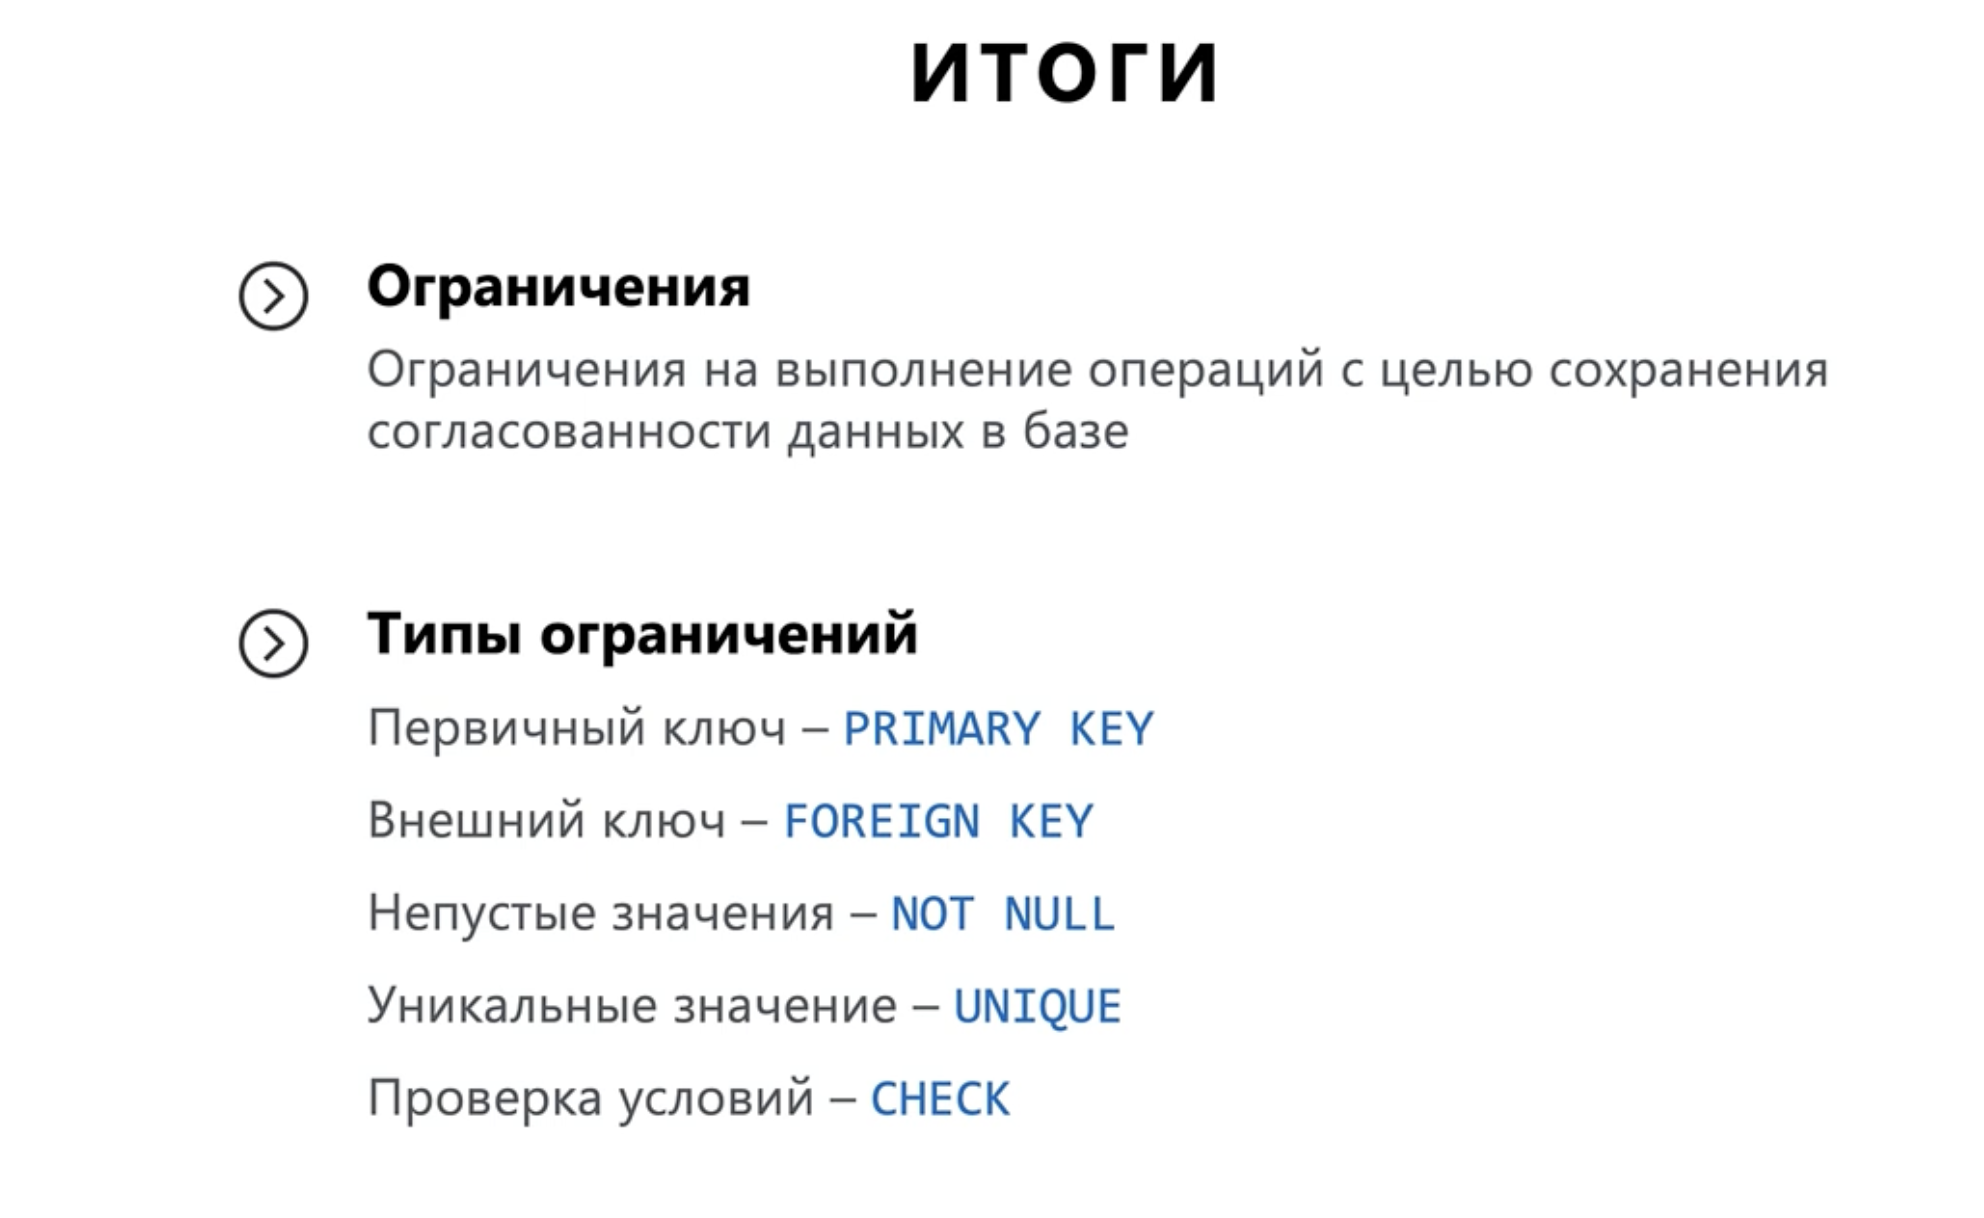 ИТОГИ
Ограничения
Ограничения на выполнение операций с целью сохранения
согласованности данных в базе
Типы ограничений
Первичный ключ – PRIMARY KEY
Внешний ключ – FOREIGN KEY
Непустые значения – NOT NULL
Уникальные значение – UNIQUE
Проверка условий – CHECK